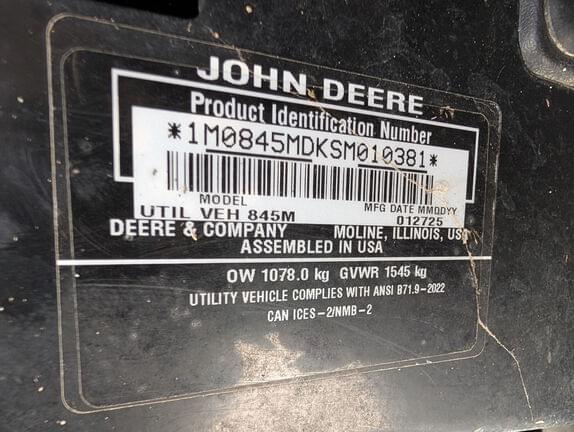 JOHN DEERE
Product Identification Number
*1M0845MDKSM010381*
MODEL MFG DATE MMDDYY
UTIL VEH 845M 012725
DEERE & COMPANY MOLINE, ILLINOIS, USA
ASSEMBLED IN USA
OW 1078.0 kg GVWR 1545 kg
UTILITY VEHICLE COMPLIES WITH ANSI B71.9-2022
CAN ICES-2/NMB-2